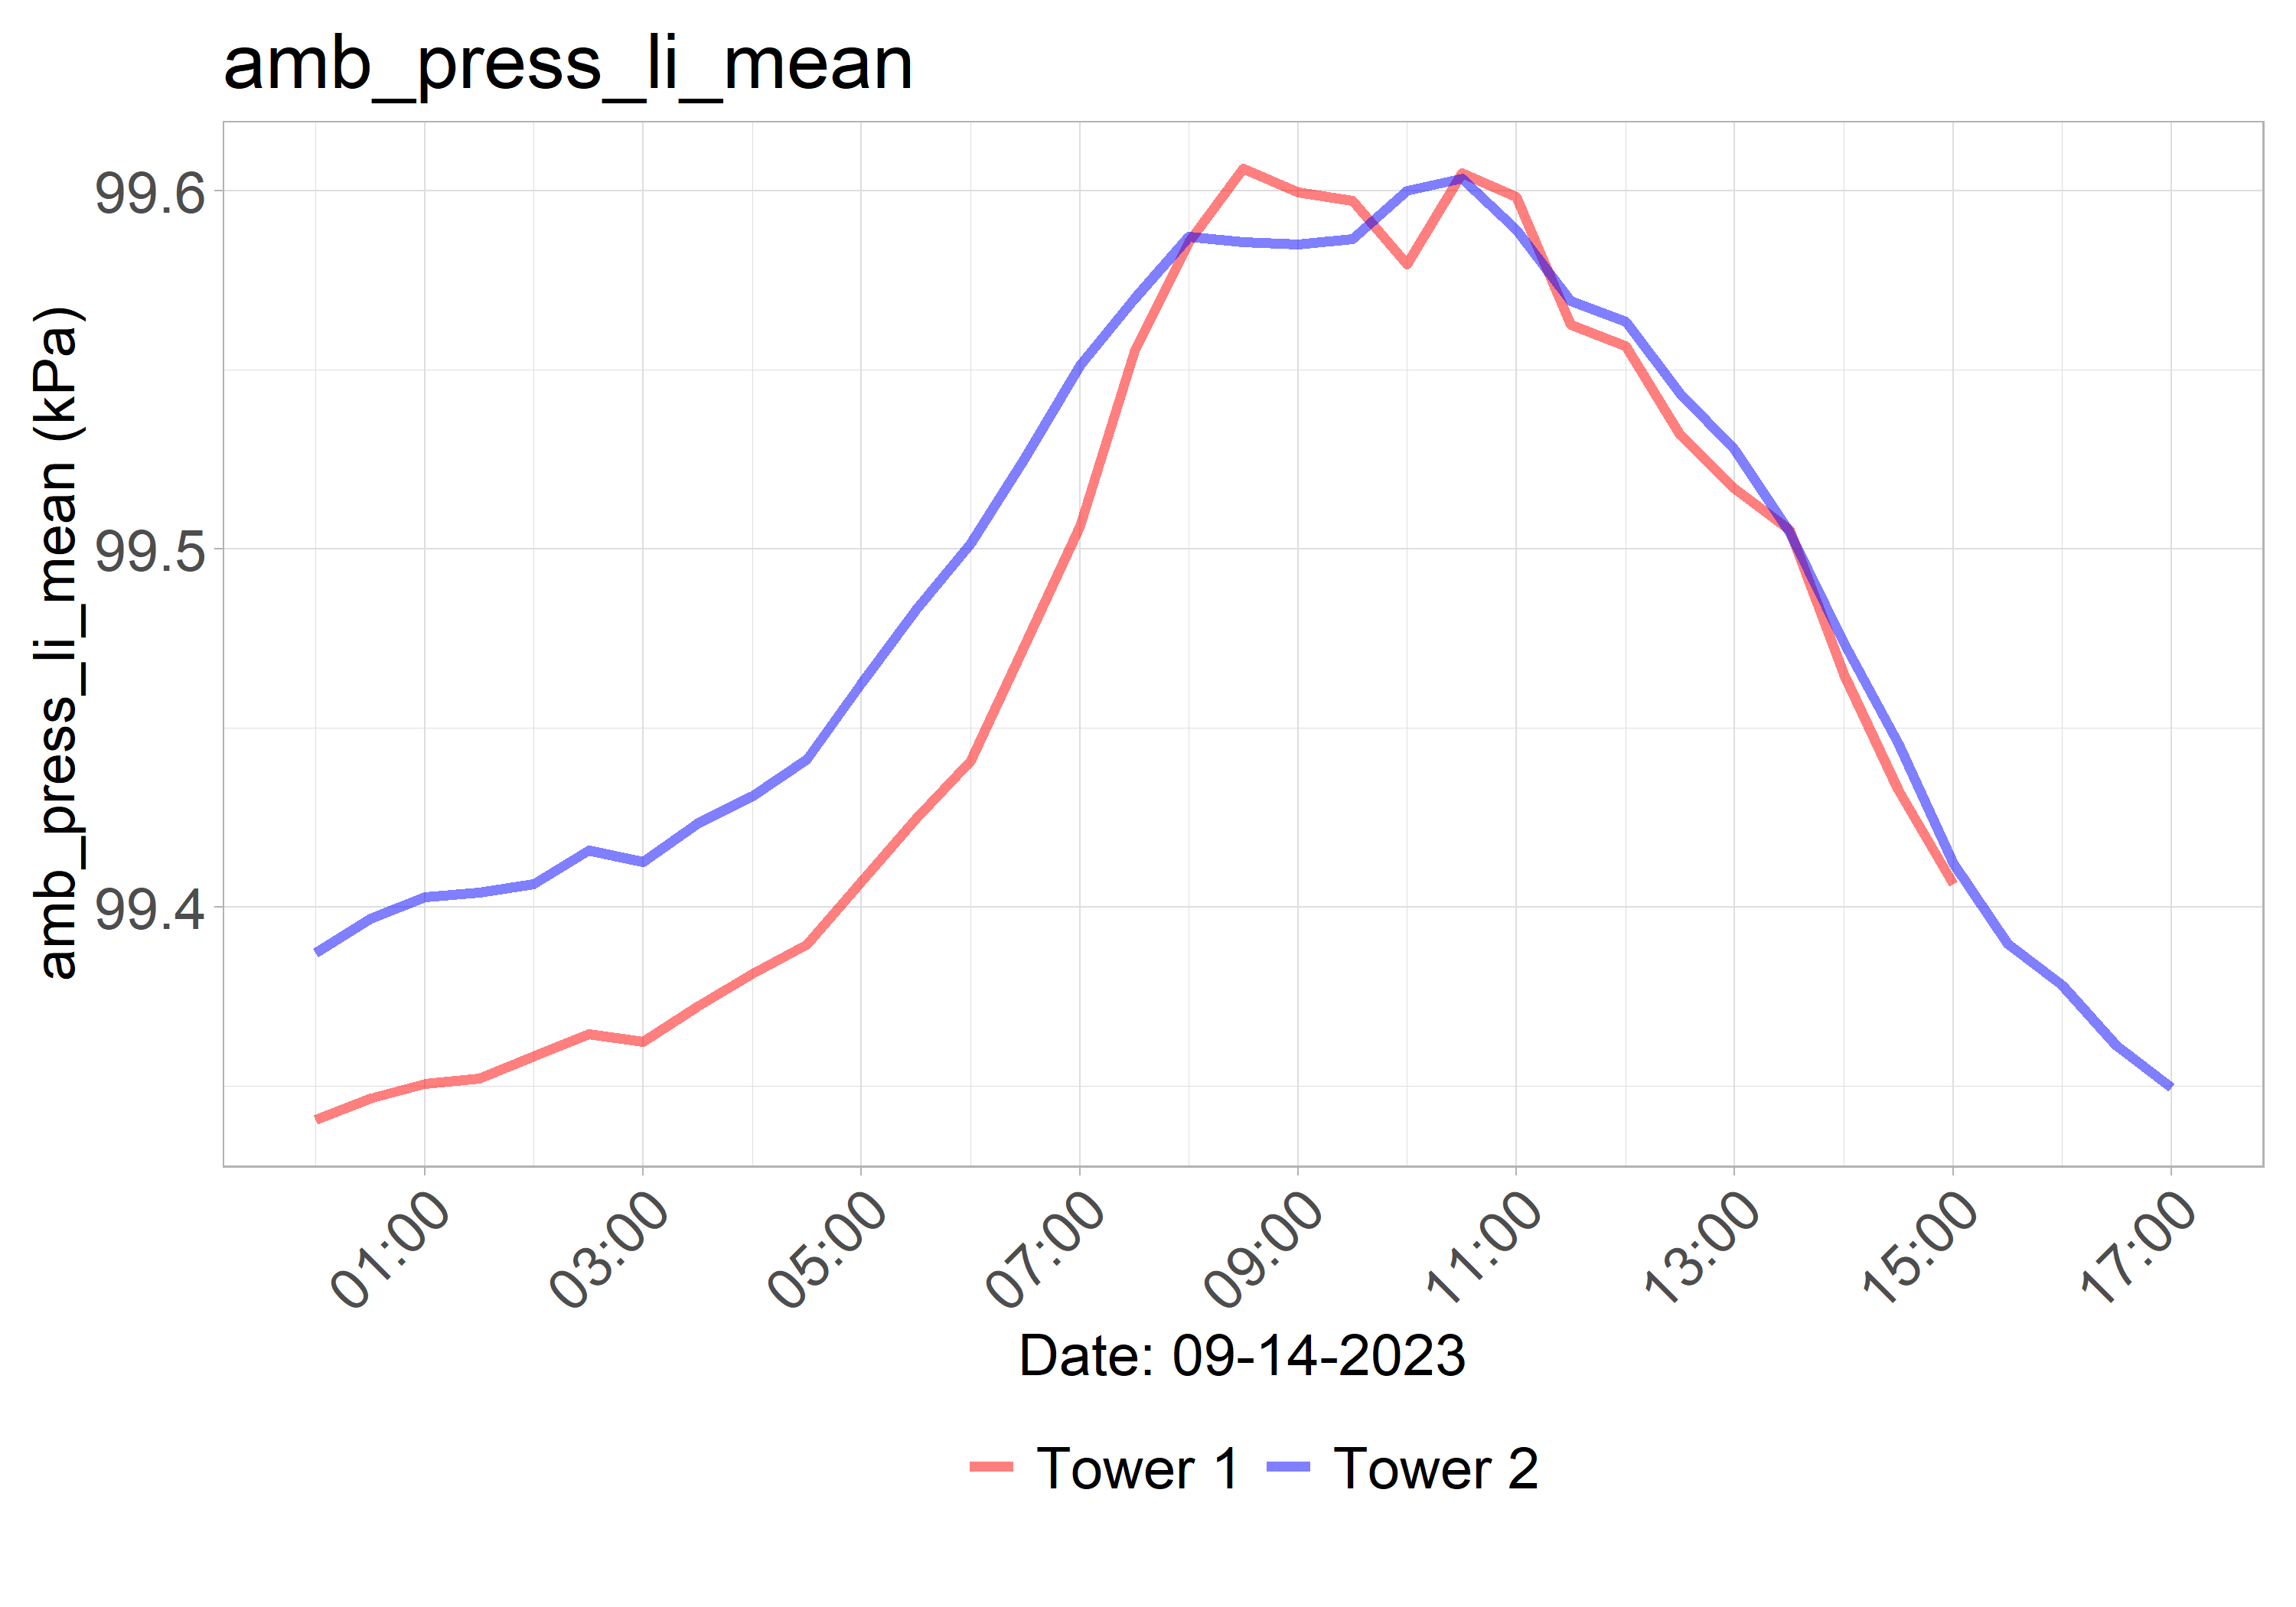 amb_press_li_mean
amb_press_li_mean (kPa)
99.6
99.5
99.4
01:00
03:00
05:00
07:00
09:00
11:00
13:00
15:00
17:00
Date: 09-14-2023
Tower 1
Tower 2